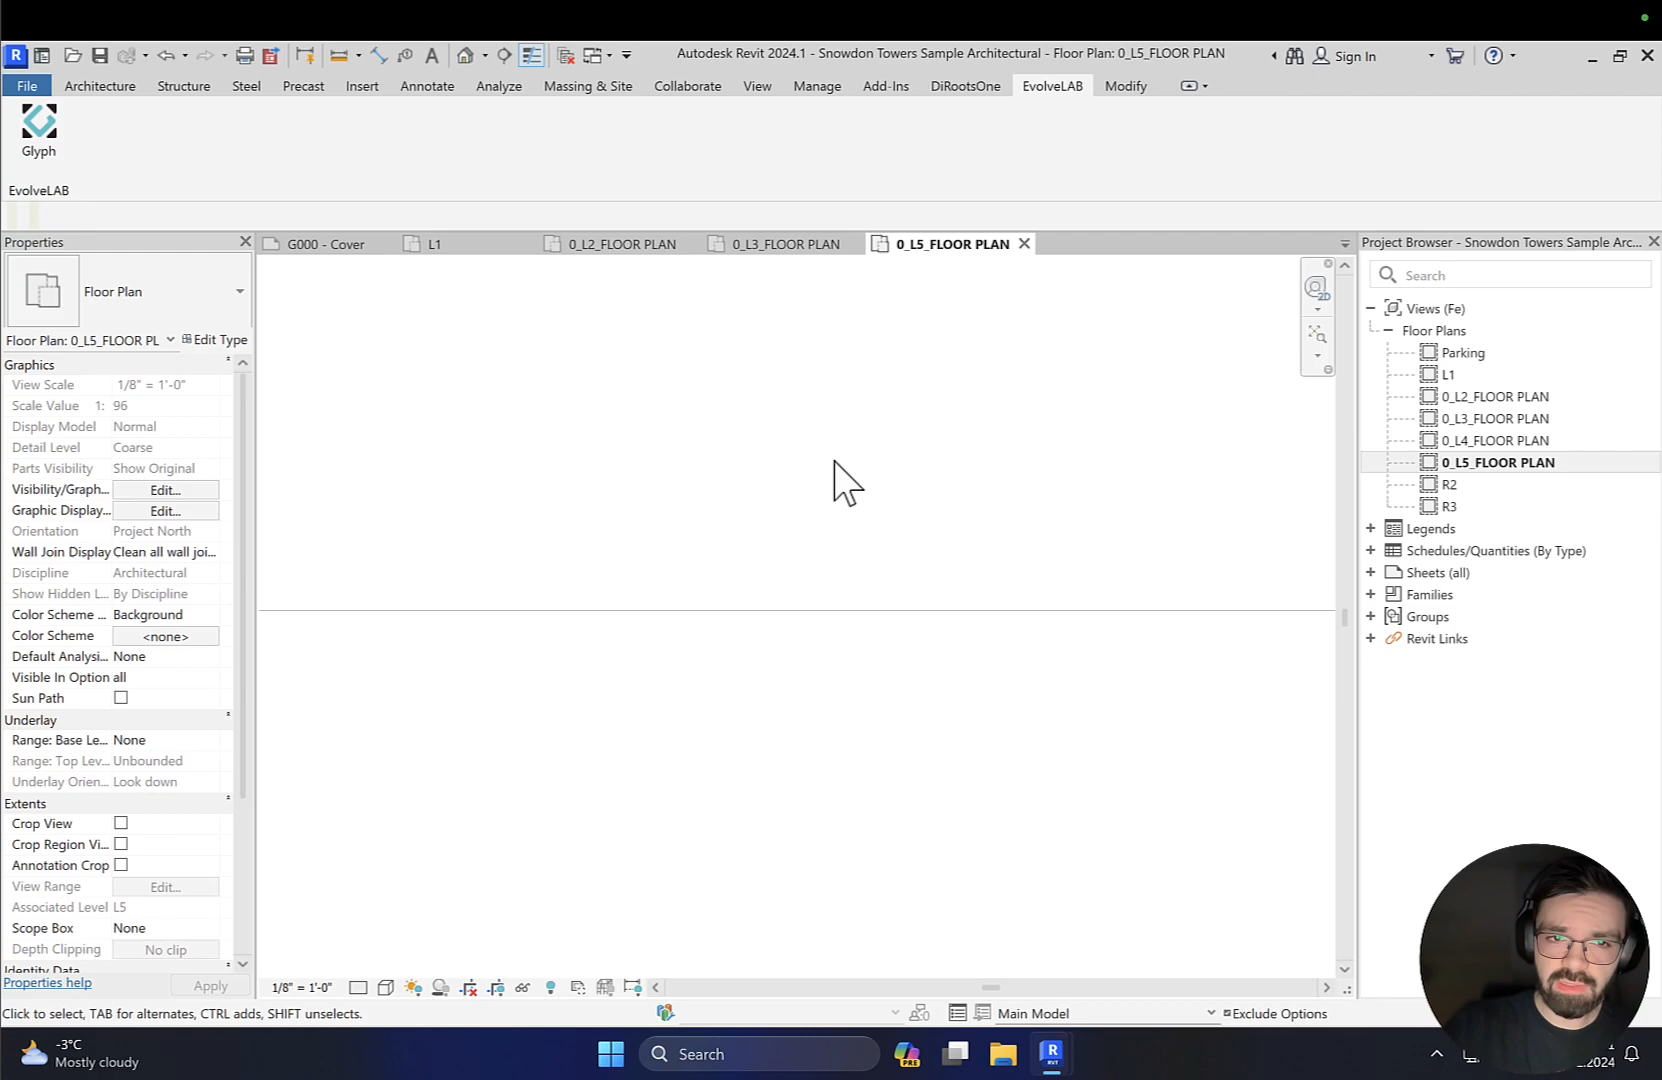 Autodesk Revit 2024.1 - Snowdon Towers Sample Architectural - Floor Plan: 0_L5_FLOOR PLAN
Sign In
File Architecture Structure Steel Precast Insert Annotate Analyze Massing & Site Collaborate View Manage Add-Ins DiRootsOne EvolveLAB Modify
Glyph
EvolveLAB
Properties
G000 - Cover
L1
0_L2_FLOOR PLAN
0_L3_FLOOR PLAN
0_L5_FLOOR PLAN
Project Browser - Snowdon Towers Sample Arc...
Floor Plan
Floor Plan: 0_L5_FLOOR PL
Edit Type
Graphics
View Scale 1/8" = 1'-0"
Scale Value 1: 96
Display Model Normal
Detail Level Coarse
Parts Visibility Show Original
Visibility/Graph... Edit...
Graphic Display... Edit...
Orientation Project North
Wall Join Display Clean all wall joi...
Discipline Architectural
Show Hidden L... By Discipline
Color Scheme ... Background
Color Scheme <none>
Default Analysi... None
Visible In Option all
Sun Path
Underlay
Range: Base Le... None
Range: Top Lev... Unbounded
Underlay Orien... Look down
Extents
Crop View
Crop Region Vi...
Annotation Crop
View Range Edit...
Associated Level L5
Scope Box None
Depth Clipping No clip
Identity Data
Properties help
Apply
2D
Search
Views (Fe)
Floor Plans
Parking
L1
0_L2_FLOOR PLAN
0_L3_FLOOR PLAN
0_L4_FLOOR PLAN
0_L5_FLOOR PLAN
R2
R3
Legends
Schedules/Quantities (By Type)
Sheets (all)
Families
Groups
Revit Links
1/8" = 1'-0"
Click to select, TAB for alternates, CTRL adds, SHIFT unselects.
Main Model
Exclude Options
-3°C
Mostly cloudy
Search
PRE
RVT